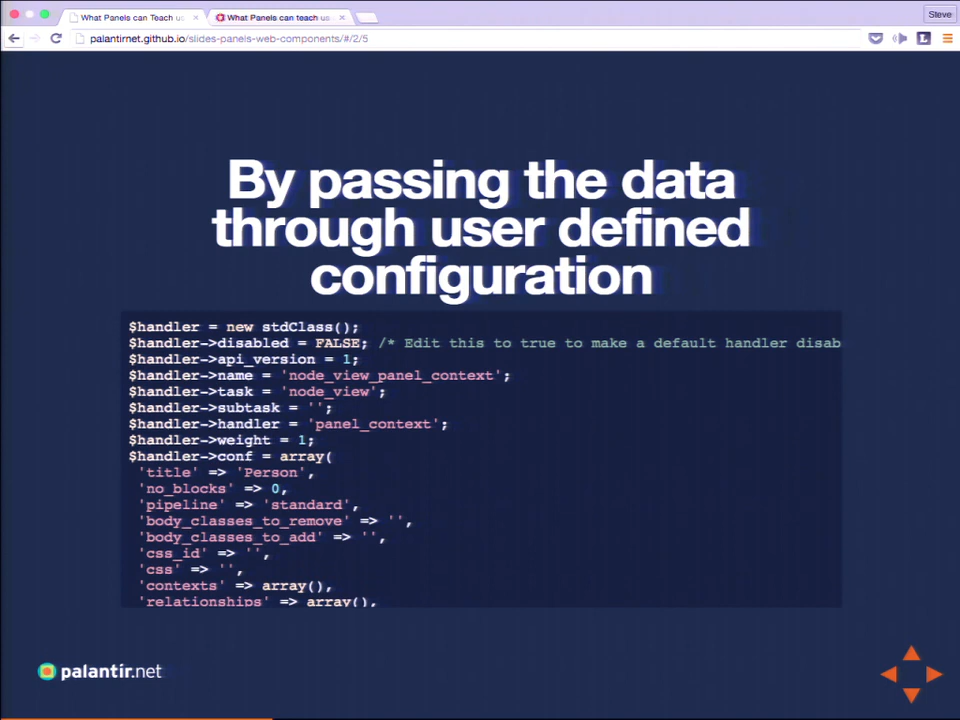 What Panels can Teach us
What Panels can teach us
Steve
palantirnet.github.io/slides-panels-web-components/#/2/5
By passing the data
through user defined
configuration
$handler = new stdClass();
$handler->disabled = FALSE; /* Edit this to true to make a default handler disab
$handler->api_version = 1;
$handler->name = 'node_view_panel_context';
$handler->task = 'node_view';
$handler->subtask = '';
$handler->handler = 'panel_context';
$handler->weight = 1;
$handler->conf = array(
'title' => 'Person',
'no_blocks' => 0,
'pipeline' => 'standard',
'body_classes_to_remove' => '',
'body_classes_to_add' => '',
'css_id' => '',
'css' => '',
'contexts' => array(),
'relationships' => array(),
palantir.net